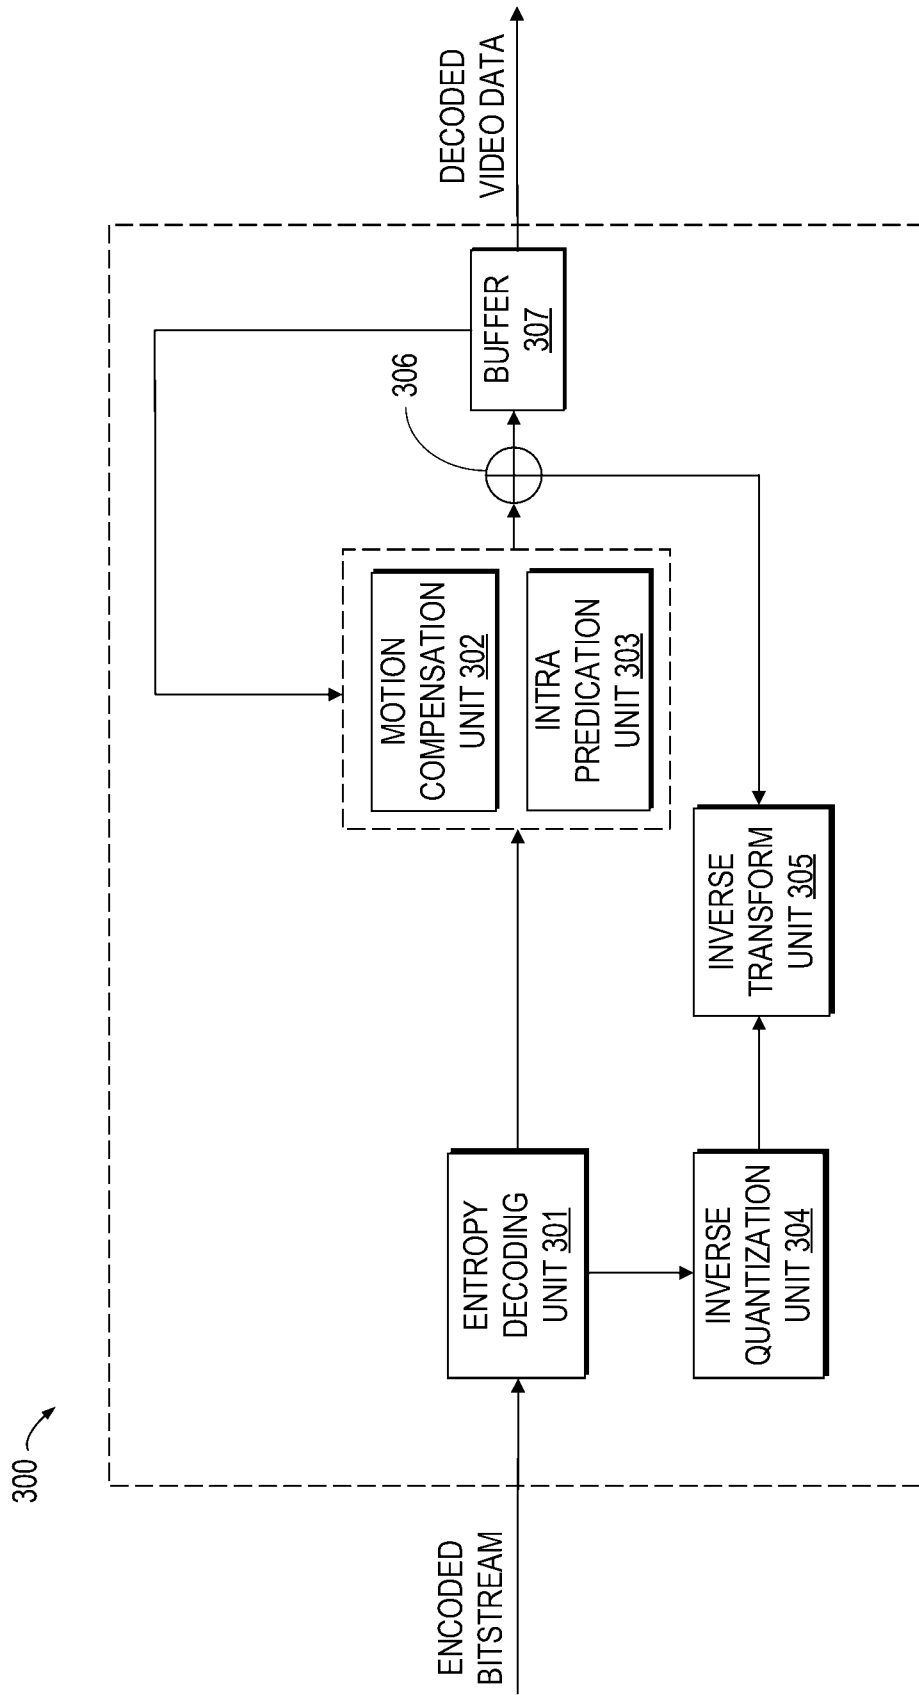 300
ENCODED
BITSTREAM
ENTROPY
DECODING
UNIT 301
INVERSE
QUANTIZATION
UNIT 304
INVERSE
TRANSFORM
UNIT 305
MOTION
COMPENSATION
UNIT 302
INTRA
PREDICATION
UNIT 303
306
BUFFER
307
DECODED
VIDEO DATA